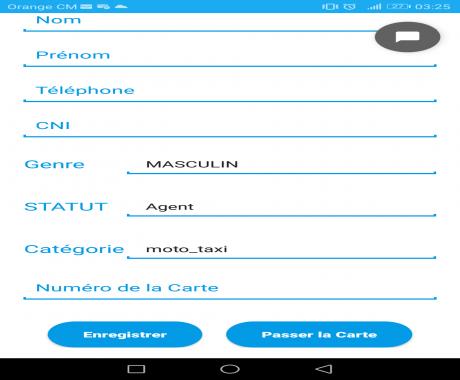 Orange CM 27 03:25
Nom
Prénom
Téléphone
CNI
Genre MASCULIN
STATUT Agent
Catégorie moto_taxi
Numéro de la Carte
Enregistrer Passer la Carte